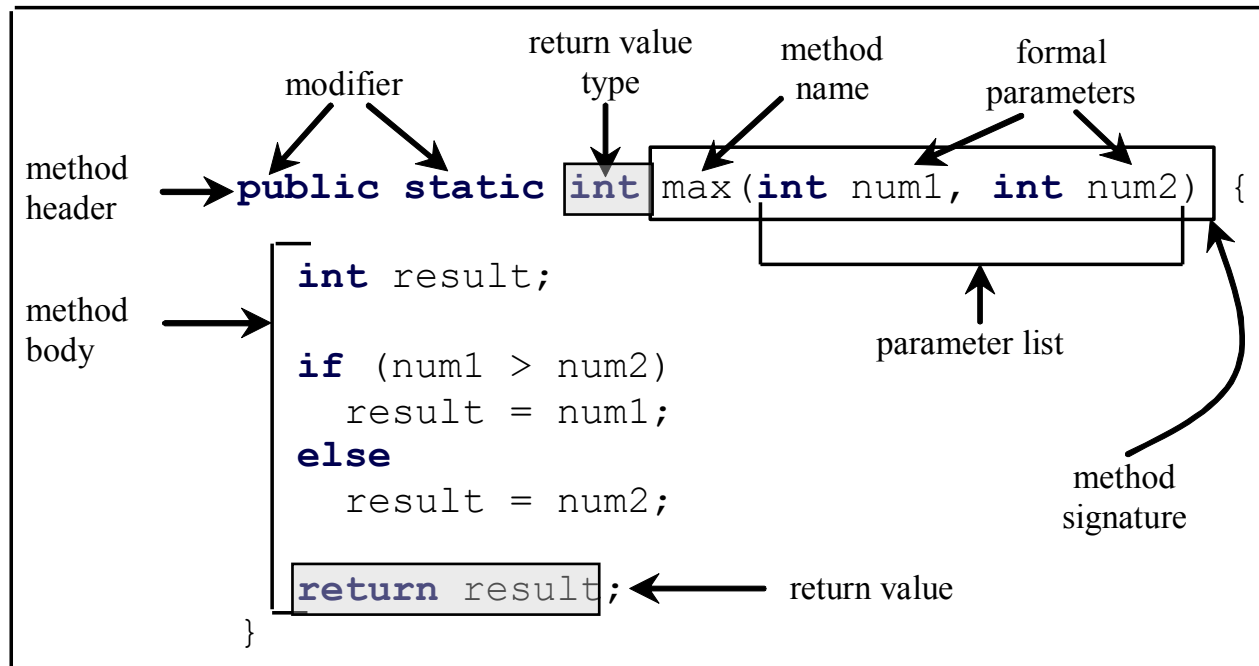 return value
type
method
name
formal
parameters
modifier
method
header
public static int max(int num1, int num2) {
int result;
method
body
parameter list
if (num1 > num2)
result = num1;
else
result = num2;
method
signature
return result;
return value
}